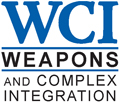 WCI
WEAPONS
AND COMPLEX
INTEGRATION